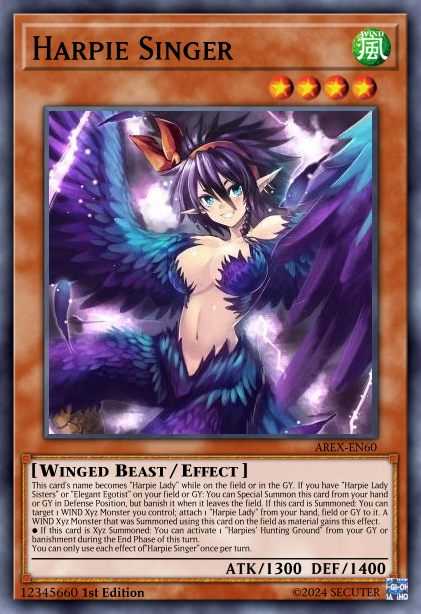 HARPIE SINGER
WIND
風
AREX-EN60
[WINGED BEAST/EFFECT]
This card's name becomes "Harpie Lady" while on the field or in the GY. If you have "Harpie Lady
Sisters" or "Elegant Egotist" on your field or GY: You can Special Summon this card from your hand
or GY in Defense Position, but banish it when it leaves the field. If this card is Summoned: You can
target 1 WIND Xyz Monster you control; attach 1 "Harpie Lady" from your hand, field or GY to it. A
WIND Xyz Monster that was Summoned using this card on the field as material gains this effect.
● If this card is Xyz Summoned: You can activate 1 "Harpies' Hunting Ground" from your GY or
banishment during the End Phase of this turn.
You can only use each effect of"Harpie Singer"once per turn.
ATK/1300 DEF/1400
12345660 1st Edition
©2024 SECUTER